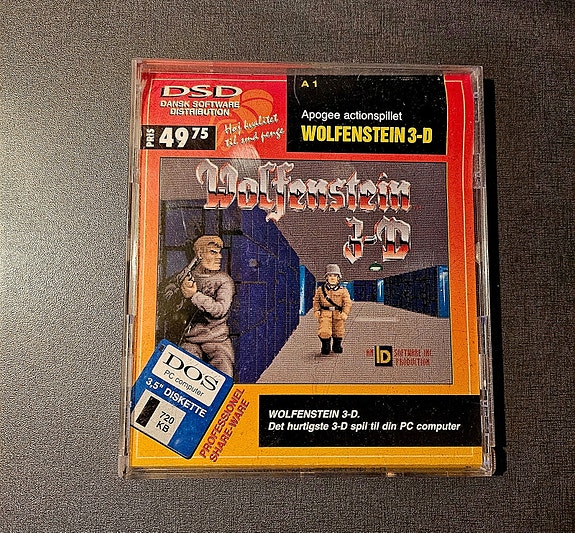 DSD
DANSK SOFTWARE
DISTRIBUTION
PRIS 49 75
Høj kvalitet
til små penge
A 1
Apogee actionspillet
WOLFENSTEIN 3-D
Wolfenstein
3-D
AN ID SOFTWARE INC.
PRODUCTION
DOS
PC computer
3,5" DISKETTE
720
KB
PROFESSIONEL
SHARE-WARE
WOLFENSTEIN 3-D.
Det hurtigste 3-D spil til din PC computer